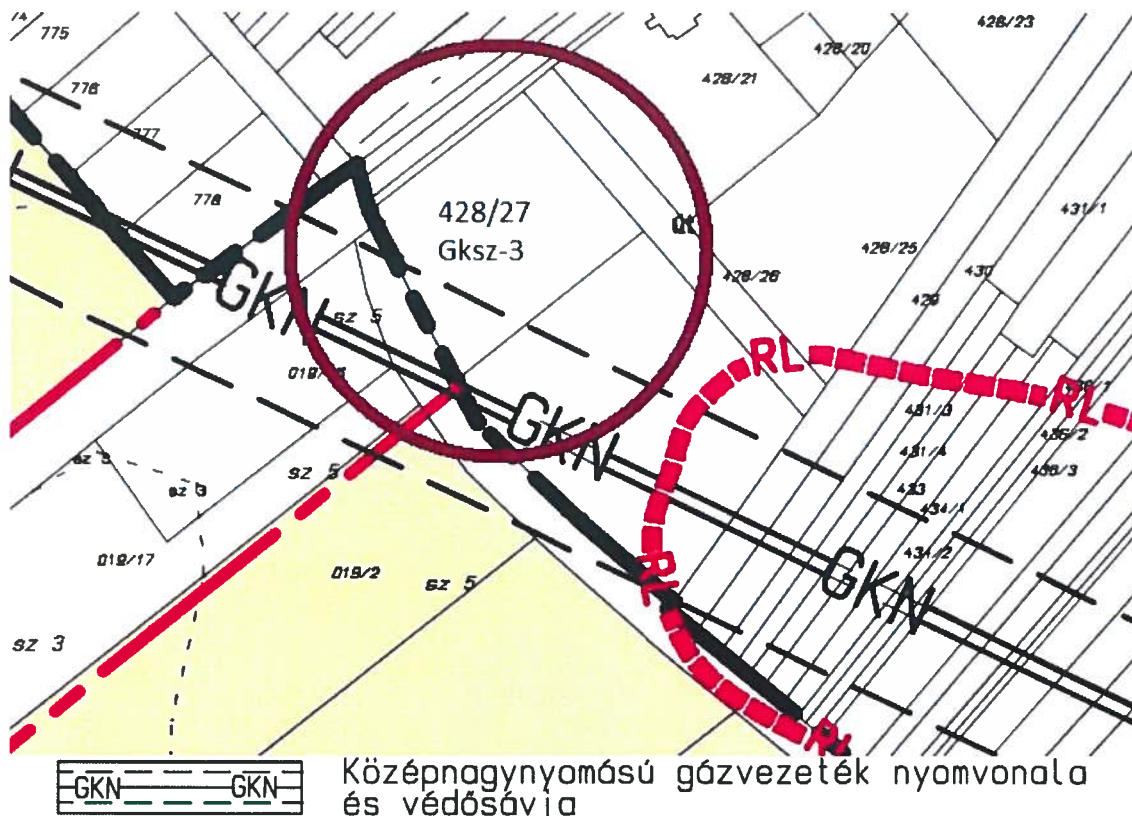 428/23
775
428/20
428/21
776
777
778
428/27
Gksz-3
431/1
428/25
428/26
430
429
GKN
GKN
sz 5
RL
RL
431/3
436/2
GKN
431/4
436/3
sz 3
sz 5
433
434/1
sz 3
434/2
019/17
019/2
sz 5
RL
GKN
sz 3
RL
GKN
GKN
Középnagynyomású gázvezeték nyomvonala
és védősávja